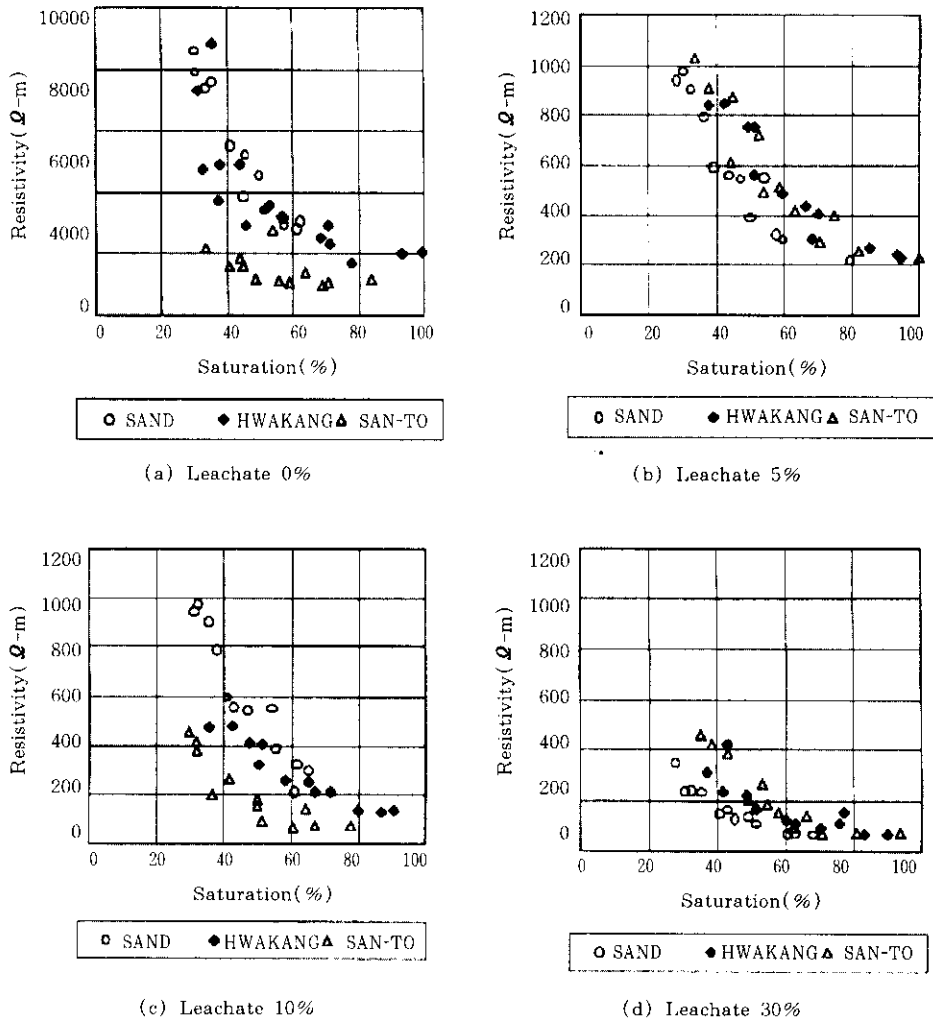 10000
8000
6000
4000
0
Resistivity(Ω-m)
0 20 40 60 80 100
Saturation(%)
SAND HWAKANG SAN-TO
(a) Leachate 0%
1200
1000
800
600
400
200
0
Resistivity(Ω-m)
0 20 40 60 80 100
Saturation(%)
SAND HWAKANG SAN-TO
(b) Leachate 5%
1200
1000
800
600
400
200
0
Resistivity(Ω-m)
0 20 40 60 80 100
Saturation(%)
SAND HWAKANG SAN-TO
(c) Leachate 10%
1200
1000
800
600
400
200
0
Resistivity(Ω-m)
0 20 40 60 80 100
Saturation(%)
SAND HWAKANG SAN-TO
(d) Leachate 30%